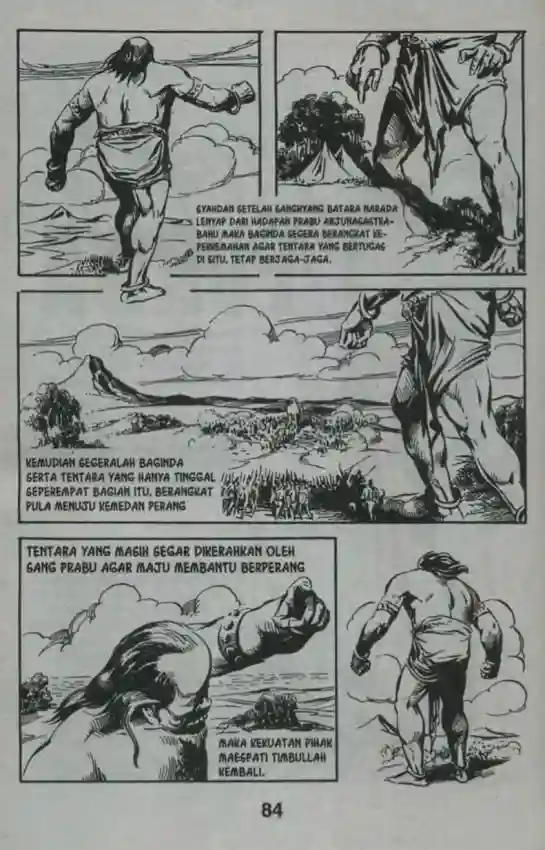 SYAHDAN SETELAH SANGHYANG BATARA NARADA
LENYAP DARI HADAPAN PRABU ARJUNASASTRA-
BAHU MAKA BAGINDA SEGERA BERANGKAT KE-
PERKEMAHAN AGAR TENTARA YANG BERTUGAS
DI SITU, TETAP BERJAGA-JAGA.
KEMUDIAN SEGERALAH BAGINDA
SERTA TENTARA YANG HANYA TINGGAL
SEPEREMPAT BAGIAN ITU, BERANGKAT
PULA MENUJU KEMEDAN PERANG
TENTARA YANG MASIH SEGAR DIKERAHKAN OLEH
SANG PRABU AGAR MAJU MEMBANTU BERPERANG
MAKA KEKUATAN PIHAK
MAESPATI TIMBULLAH
KEMBALI.
84